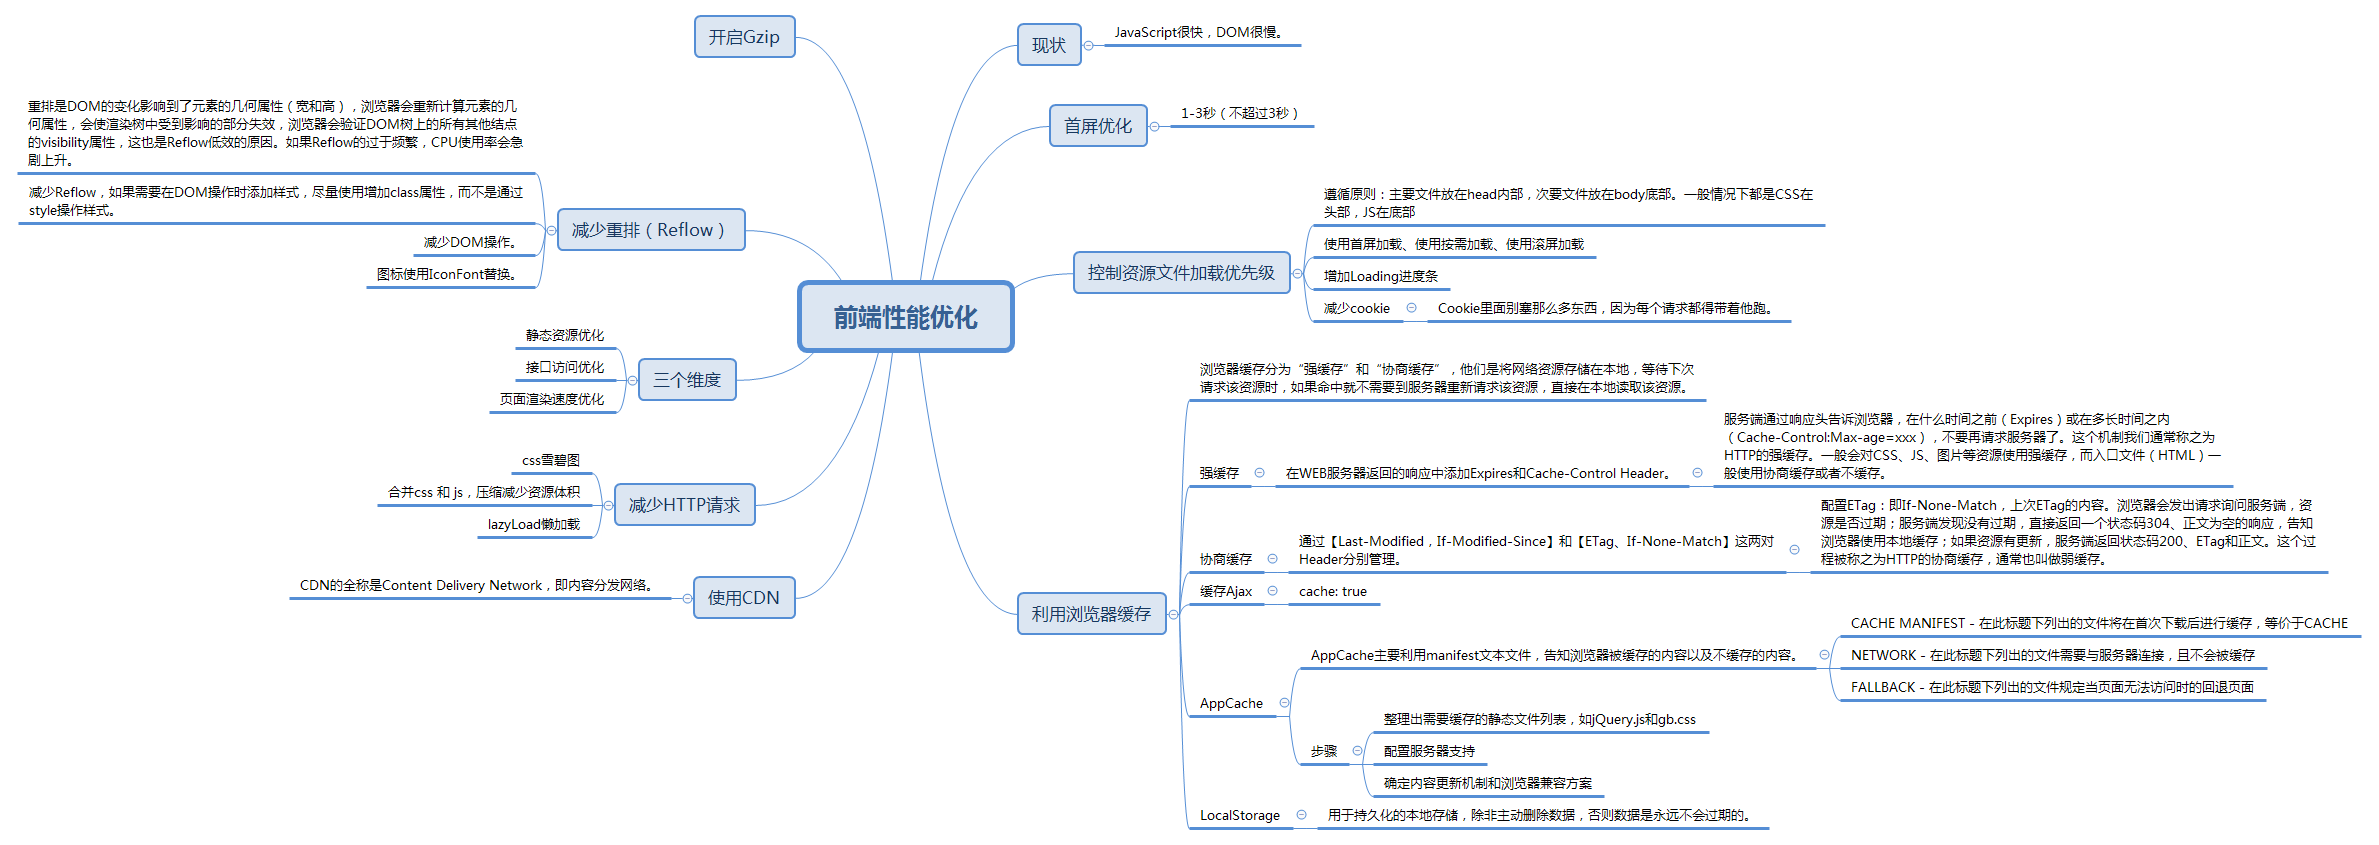 前端性能优化
现状
JavaScript很快，DOM很慢。
首屏优化
1-3秒（不超过3秒）
控制资源文件加载优先级
遵循原则：主要文件放在head内部，次要文件放在body底部。一般情况下都是CSS在
头部，JS在底部
使用首屏加载、使用按需加载、使用滚屏加载
增加Loading进度条
减少cookie
Cookie里面别塞那么多东西，因为每个请求都得带着他跑。
利用浏览器缓存
浏览器缓存分为“强缓存”和“协商缓存”，他们是将网络资源存储在本地，等待下次
请求该资源时，如果命中就不需要到服务器重新请求该资源，直接在本地读取该资源。
强缓存
在WEB服务器返回的响应中添加Expires和Cache-Control Header。
服务端通过响应头告诉浏览器，在什么时间之前（Expires）或在多长时间之内
（Cache-Control:Max-age=xxx），不要再请求服务器了。这个机制我们通常称之为
HTTP的强缓存。一般会对CSS、JS、图片等资源使用强缓存，而入口文件（HTML）一
般使用协商缓存或者不缓存。
协商缓存
通过【Last-Modified，If-Modified-Since】和【ETag、If-None-Match】这两对
Header分别管理。
配置ETag：即If-None-Match，上次ETag的内容。浏览器会发出请求询问服务端，资
源是否过期；服务端发现没有过期，直接返回一个状态码304、正文为空的响应，告知
浏览器使用本地缓存；如果资源有更新，服务端返回状态码200、ETag和正文。这个过
程被称之为HTTP的协商缓存，通常也叫做弱缓存。
缓存Ajax
cache: true
AppCache
AppCache主要利用manifest文本文件，告知浏览器被缓存的内容以及不缓存的内容。
CACHE MANIFEST - 在此标题下列出的文件将在首次下载后进行缓存，等价于CACHE
NETWORK - 在此标题下列出的文件需要与服务器连接，且不会被缓存
FALLBACK - 在此标题下列出的文件规定当页面无法访问时的回退页面
步骤
整理出需要缓存的静态文件列表，如jQuery.js和gb.css
配置服务器支持
确定内容更新机制和浏览器兼容方案
LocalStorage
用于持久化的本地存储，除非主动删除数据，否则数据是永远不会过期的。
开启Gzip
减少重排（Reflow）
重排是DOM的变化影响到了元素的几何属性（宽和高），浏览器会重新计算元素的几
何属性，会使渲染树中受到影响的部分失效，浏览器会验证DOM树上的所有其他结点
的visibility属性，这也是Reflow低效的原因。如果Reflow的过于频繁，CPU使用率会急
剧上升。
减少Reflow，如果需要在DOM操作时添加样式，尽量使用增加class属性，而不是通过
style操作样式。
减少DOM操作。
图标使用IconFont替换。
三个维度
静态资源优化
接口访问优化
页面渲染速度优化
减少HTTP请求
css雪碧图
合并css 和 js，压缩减少资源体积
lazyLoad懒加载
使用CDN
CDN的全称是Content Delivery Network，即内容分发网络。